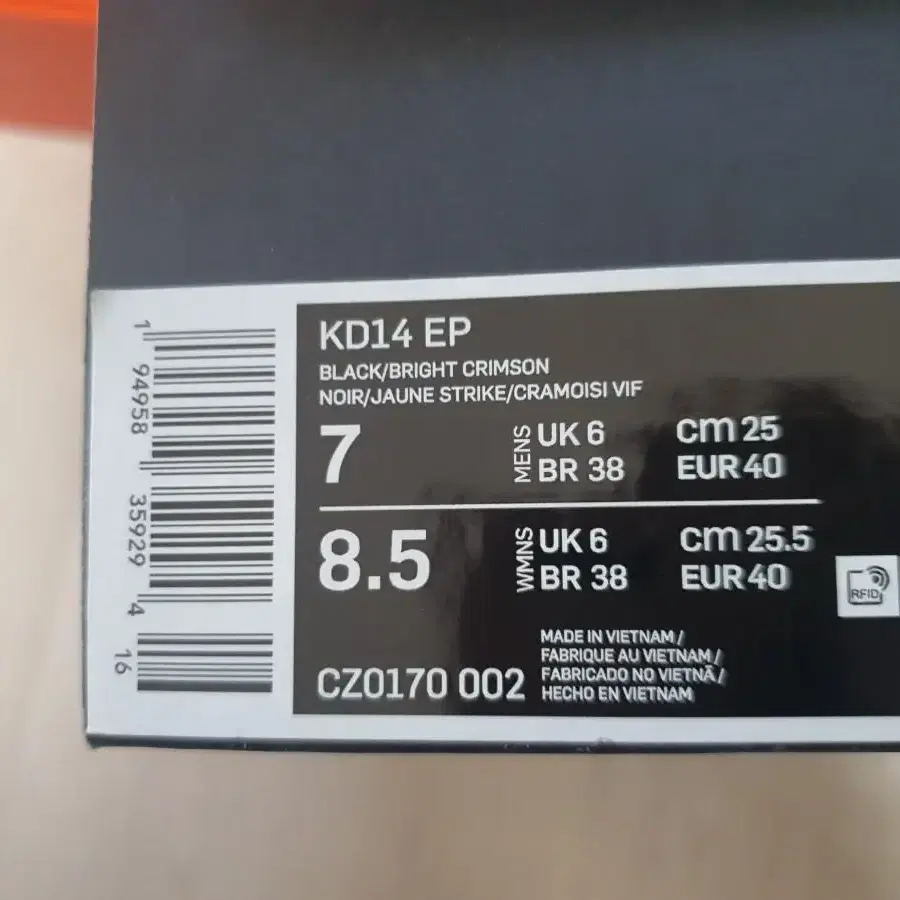 KD14 EP
BLACK/BRIGHT CRIMSON
NOIR/JAUNE STRIKE/CRAMOISI VIF
7
MENS
UK 6
BR 38
cm 25
EUR 40
8.5
WMNS
UK 6
BR 38
cm 25.5
EUR 40
RFID
CZ0170 002
MADE IN VIETNAM /
FABRIQUE AU VIETNAM /
FABRICADO NO VIETNÃ /
HECHO EN VIETNAM
1 94958 35929 4 16